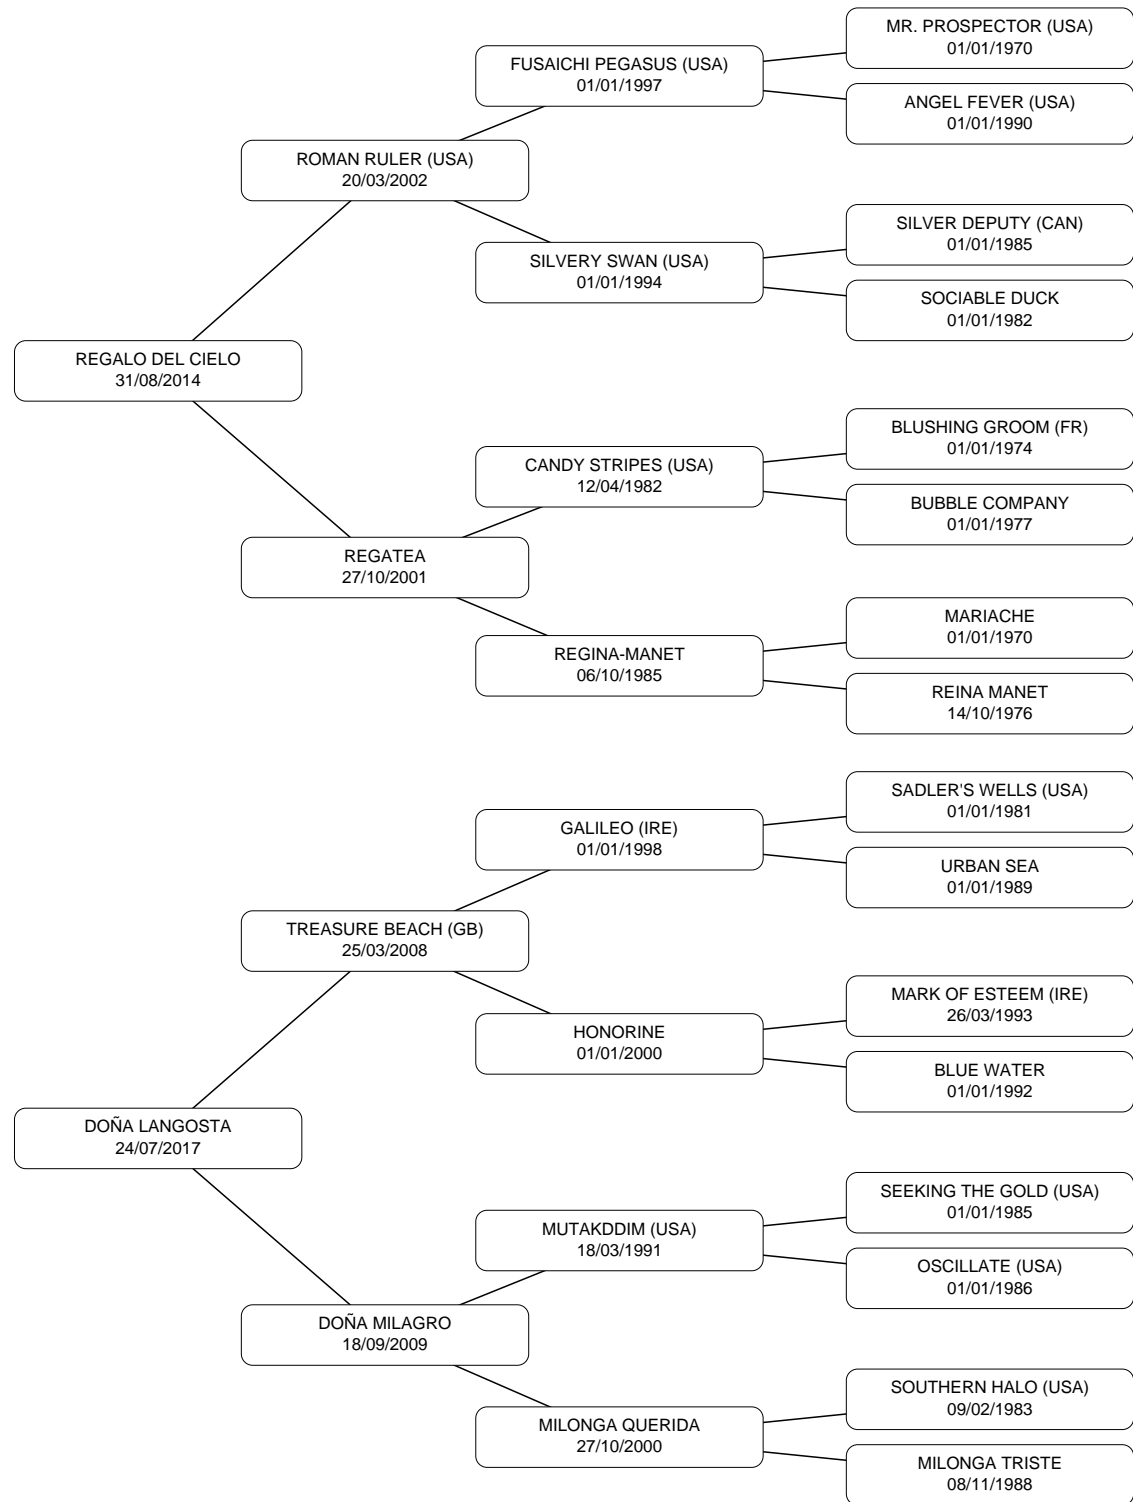 MR. PROSPECTOR (USA)
01/01/1970
FUSAICHI PEGASUS (USA)
01/01/1997
ANGEL FEVER (USA)
01/01/1990
ROMAN RULER (USA)
20/03/2002
SILVER DEPUTY (CAN)
01/01/1985
SILVERY SWAN (USA)
01/01/1994
SOCIABLE DUCK
01/01/1982
REGALO DEL CIELO
31/08/2014
BLUSHING GROOM (FR)
01/01/1974
CANDY STRIPES (USA)
12/04/1982
BUBBLE COMPANY
01/01/1977
REGATEA
27/10/2001
MARIACHE
01/01/1970
REGINA-MANET
06/10/1985
REINA MANET
14/10/1976
SADLER'S WELLS (USA)
01/01/1981
GALILEO (IRE)
01/01/1998
URBAN SEA
01/01/1989
TREASURE BEACH (GB)
25/03/2008
MARK OF ESTEEM (IRE)
26/03/1993
HONORINE
01/01/2000
BLUE WATER
01/01/1992
DOÑA LANGOSTA
24/07/2017
SEEKING THE GOLD (USA)
01/01/1985
MUTAKDDIM (USA)
18/03/1991
OSCILLATE (USA)
01/01/1986
DOÑA MILAGRO
18/09/2009
SOUTHERN HALO (USA)
09/02/1983
MILONGA QUERIDA
27/10/2000
MILONGA TRISTE
08/11/1988